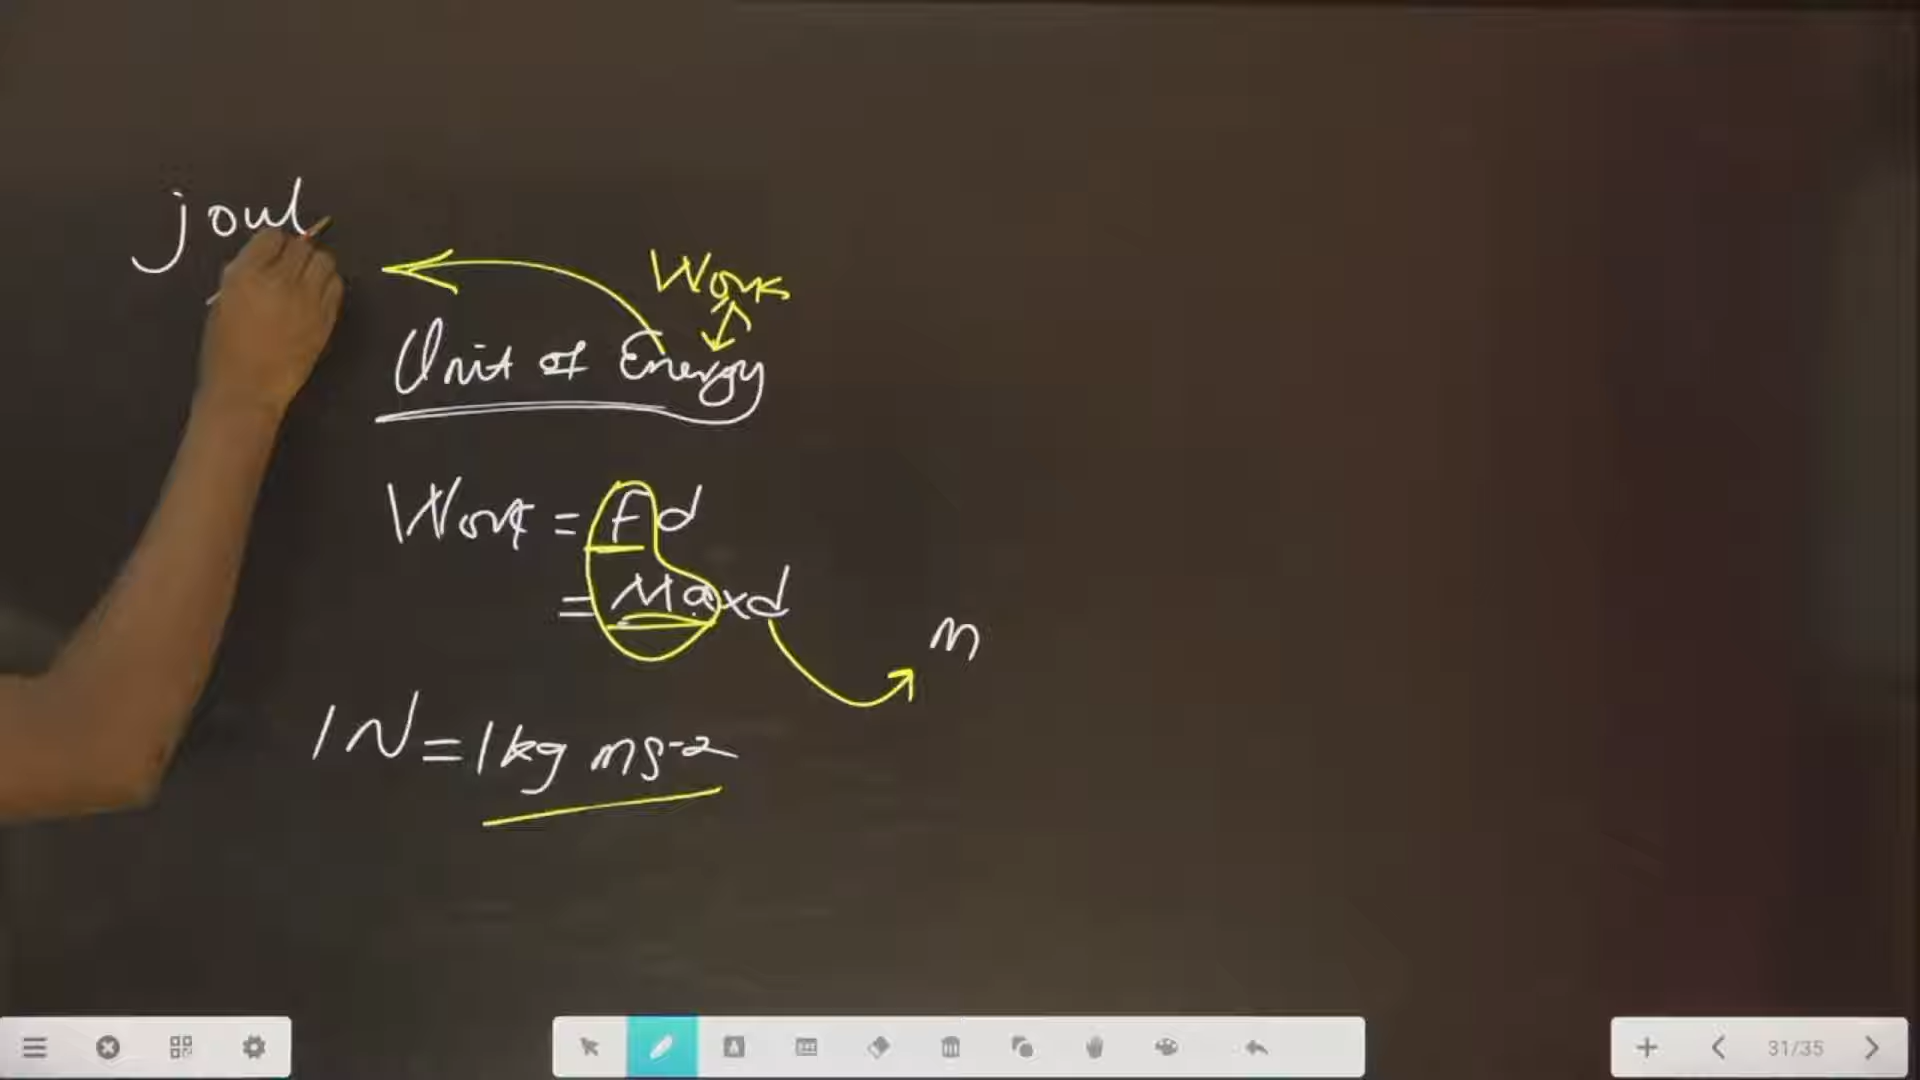 joul
Work
Unit of Energy
Work = Fd
= Maxd
m
1N = 1kg ms-2
31/35